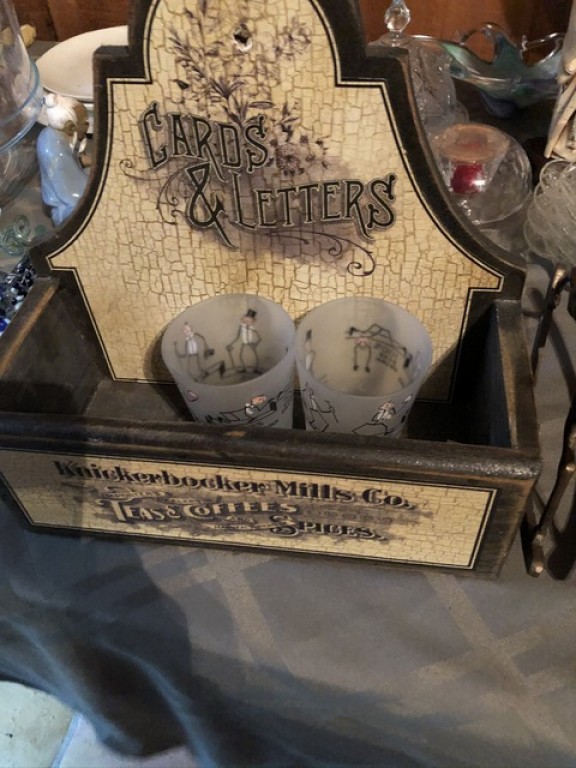 CARDS
& LETTERS
Knickerbocker Mills Co.
TEAS & COFFEES
SPICES.